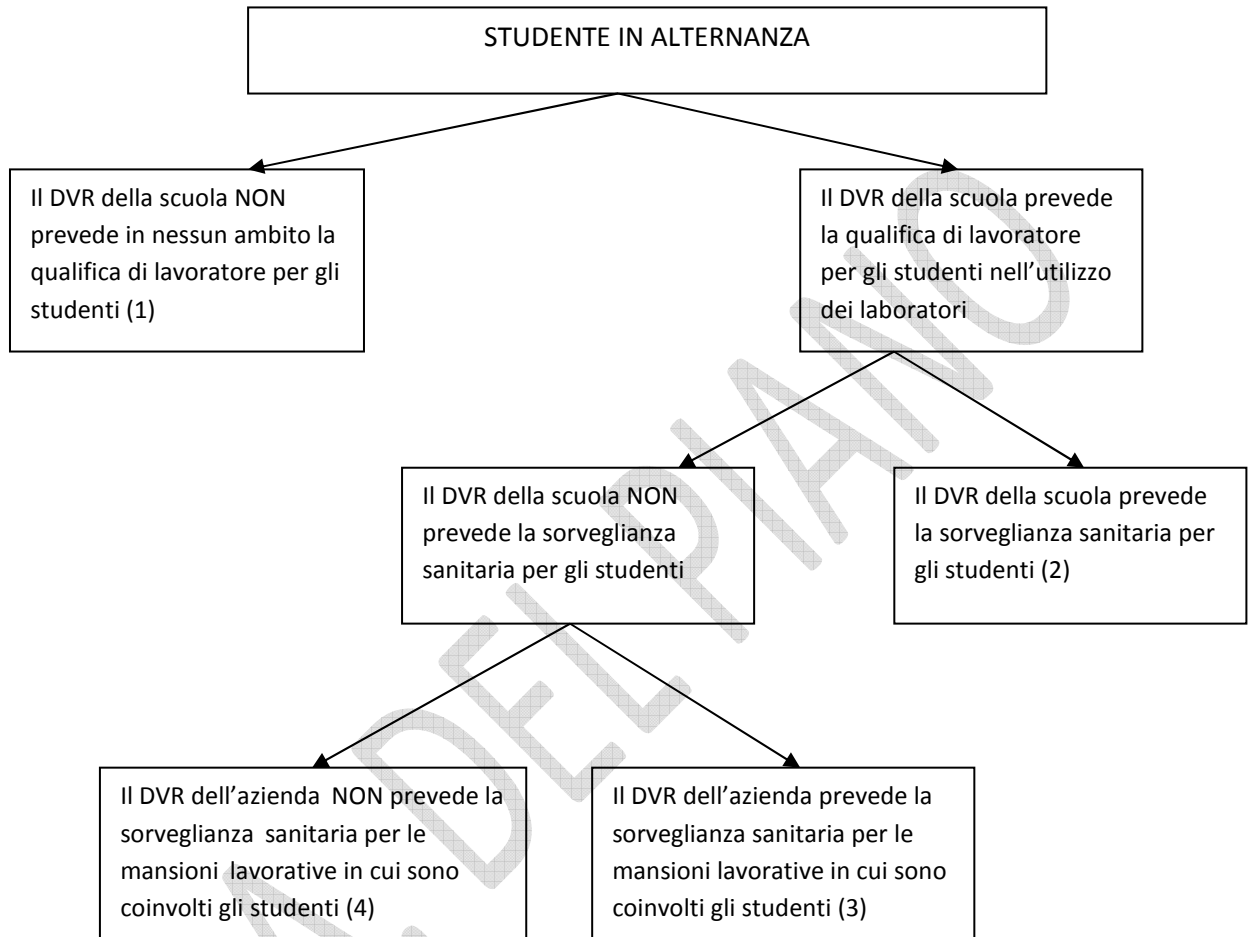 STUDENTE IN ALTERNANZA
Il DVR della scuola NON
prevede in nessun ambito la
qualifica di lavoratore per gli
studenti (1)
Il DVR della scuola prevede
la qualifica di lavoratore
per gli studenti nell’utilizzo
dei laboratori
Il DVR della scuola NON
prevede la sorveglianza
sanitaria per gli studenti
Il DVR della scuola prevede
la sorveglianza sanitaria per
gli studenti (2)
Il DVR dell’azienda NON prevede la
sorveglianza sanitaria per le
mansioni lavorative in cui sono
coinvolti gli studenti (4)
Il DVR dell’azienda prevede la
sorveglianza sanitaria per le
mansioni lavorative in cui sono
coinvolti gli studenti (3)
DEL PIANO